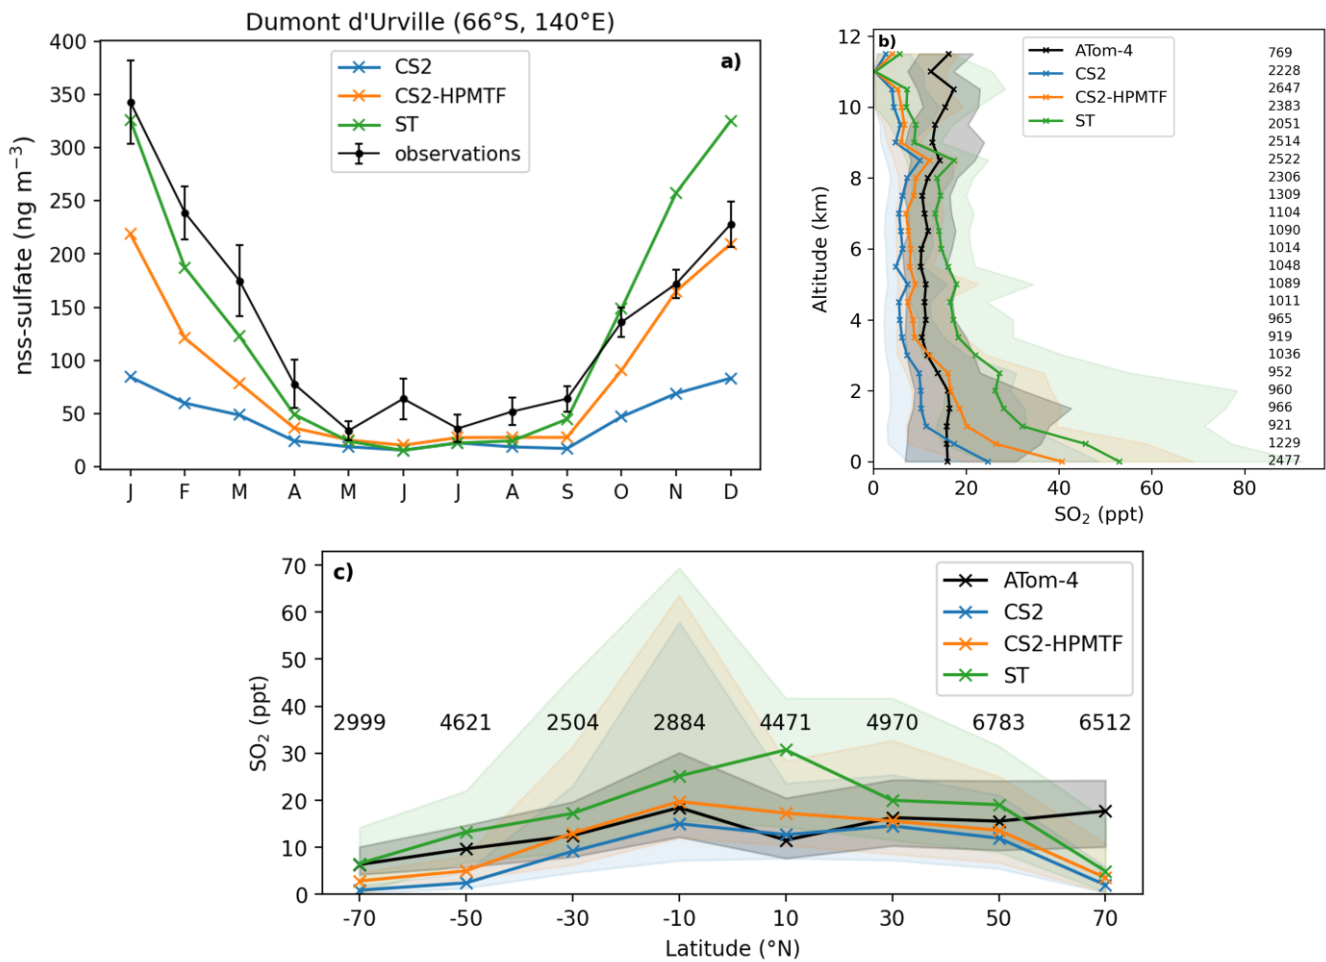 Dumont d'Urville (66°S, 140°E)
a)
CS2
CS2-HPMTF
ST
observations
nss-sulfate (ng m⁻³)
400
350
300
250
200
150
100
50
0
J F M A M J J A S O N D
b)
ATom-4
CS2
CS2-HPMTF
ST
Altitude (km)
12
10
8
6
4
2
0
769
2228
2647
2383
2051
2514
2522
2306
1309
1104
1090
1014
1048
1089
1011
965
919
1036
952
960
966
921
1229
2477
0 20 40 60 80
SO₂ (ppt)
c)
ATom-4
CS2
CS2-HPMTF
ST
SO₂ (ppt)
70
60
50
40
30
20
10
0
2999 4621 2504 2884 4471 4970 6783 6512
-70 -50 -30 -10 10 30 50 70
Latitude (°N)